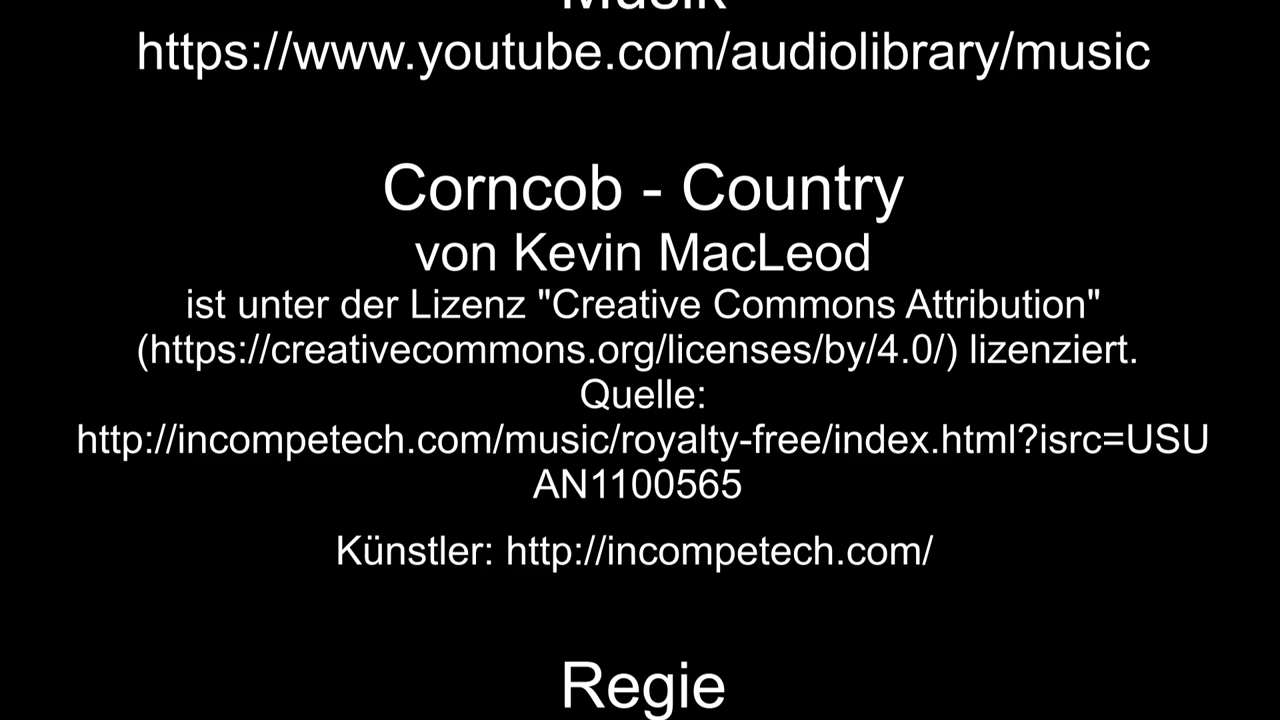 Musik
https://www.youtube.com/audiolibrary/music
Corncob - Country
von Kevin MacLeod
ist unter der Lizenz "Creative Commons Attribution"
(https://creativecommons.org/licenses/by/4.0/) lizenziert.
Quelle:
http://incompetech.com/music/royalty-free/index.html?isrc=USU
AN1100565
Künstler: http://incompetech.com/
Regie